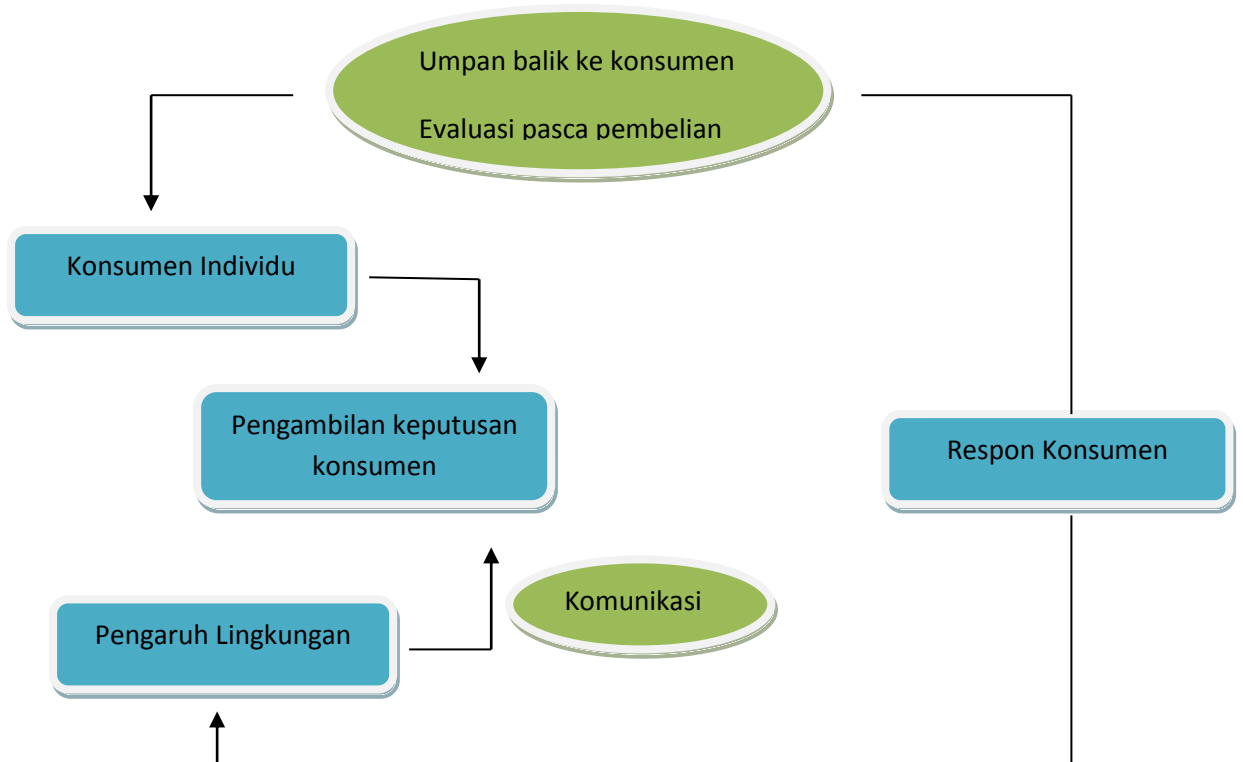 Umpan balik ke konsumen
Evaluasi pasca pembelian
Konsumen Individu
Pengambilan keputusan
konsumen
Respon Konsumen
Komunikasi
Pengaruh Lingkungan